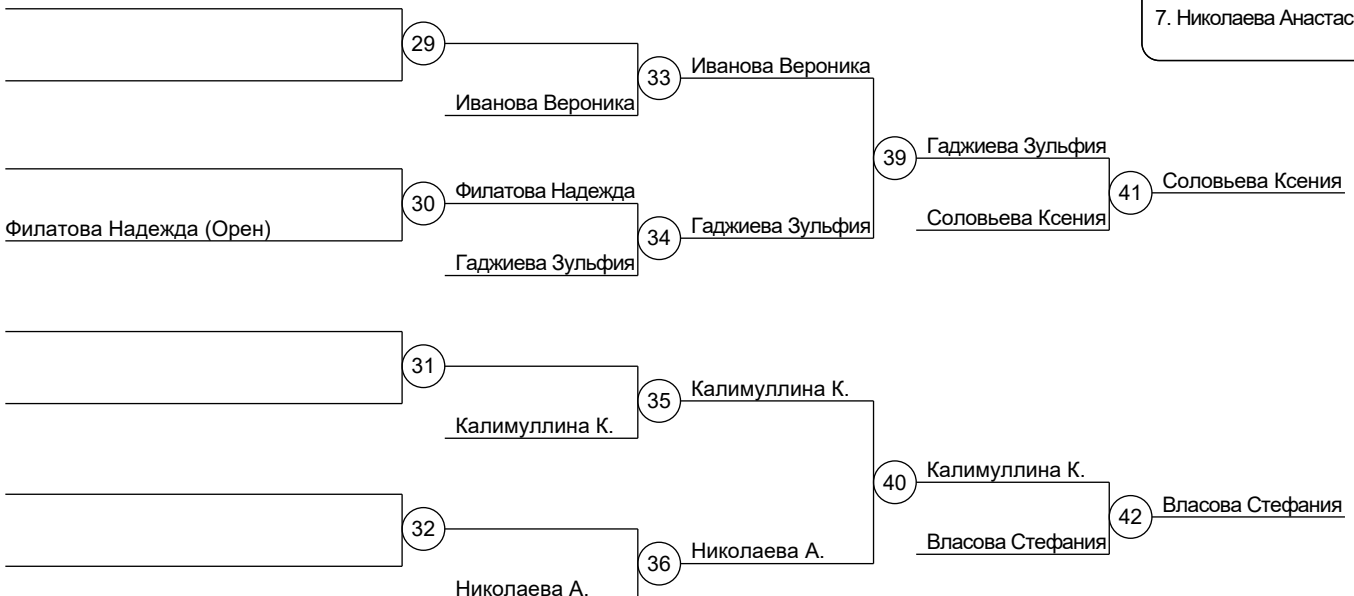 7. Николаева Анастас
29
33
Иванова Вероника
Иванова Вероника
39
Гаджиева Зульфия
41
Соловьева Ксения
Соловьева Ксения
30
Филатова Надежда
Филатова Надежда (Орен)
34
Гаджиева Зульфия
Гаджиева Зульфия
31
35
Калимуллина К.
Калимуллина К.
40
Калимуллина К.
42
Власова Стефания
Власова Стефания
32
36
Николаева А.
Николаева А.